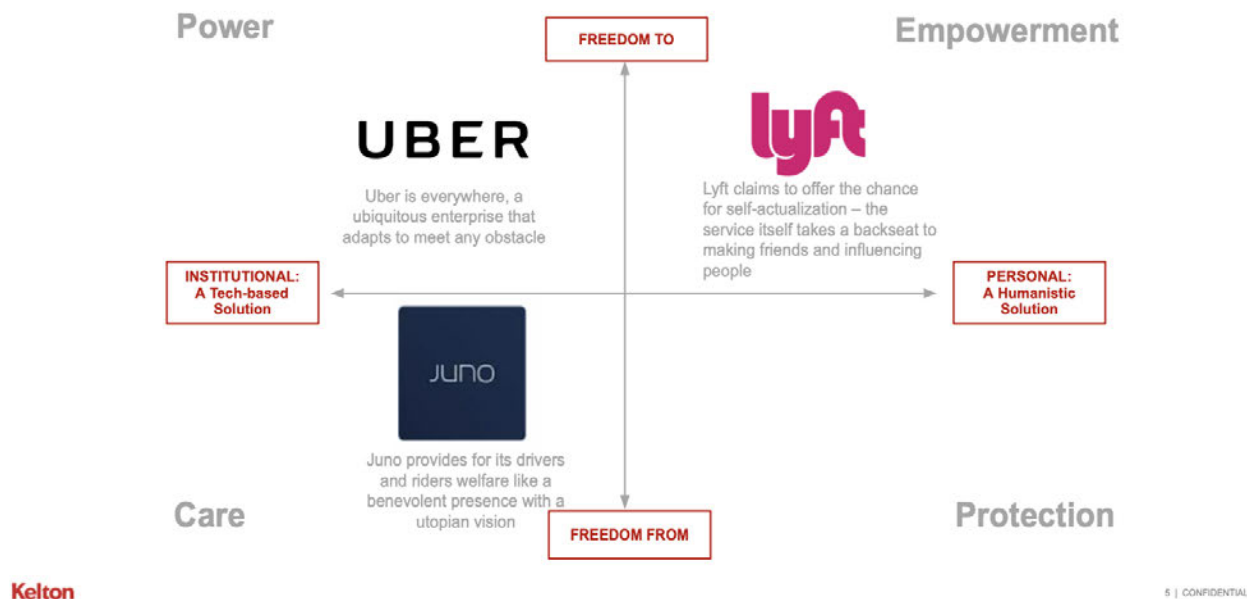 Power
FREEDOM TO
Empowerment
UBER
Uber is everywhere, a
ubiquitous enterprise that
adapts to meet any obstacle
lyft
Lyft claims to offer the chance
for self-actualization – the
service itself takes a backseat to
making friends and influencing
people
INSTITUTIONAL:
A Tech-based
Solution
PERSONAL:
A Humanistic
Solution
JUNO
Juno provides for its drivers
and riders welfare like a
benevolent presence with a
utopian vision
Care
FREEDOM FROM
Protection
Kelton
5 | CONFIDENTIAL